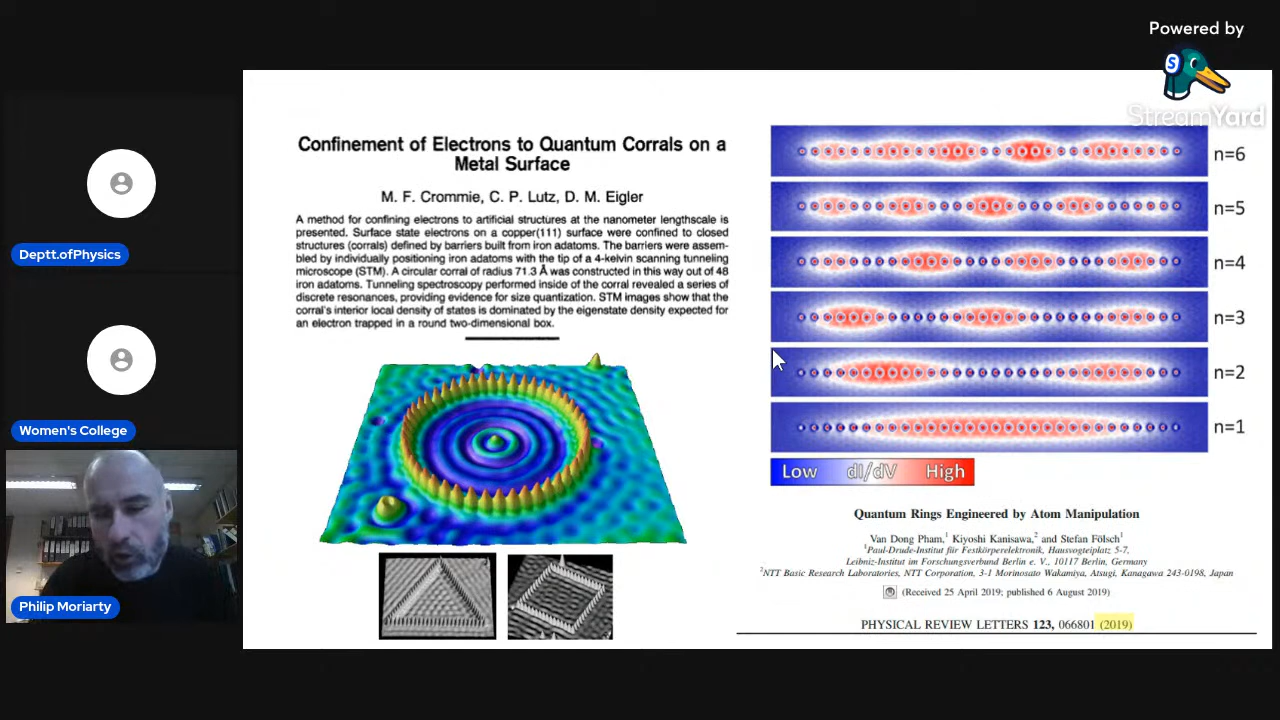 Powered by
S
StreamYard
Deptt.ofPhysics
Women's College
Philip Moriarty
Confinement of Electrons to Quantum Corrals on a
Metal Surface
M. F. Crommie, C. P. Lutz, D. M. Eigler
A method for confining electrons to artificial structures at the nanometer lengthscale is
presented. Surface state electrons on a copper(111) surface were confined to closed
structures (corrals) defined by barriers built from iron adatoms. The barriers were assem-
bled by individually positioning iron adatoms with the tip of a 4-kelvin scanning tunneling
microscope (STM). A circular corral of radius 71.3 Å was constructed in this way out of 48
iron adatoms. Tunneling spectroscopy performed inside of the corral revealed a series of
discrete resonances, providing evidence for size quantization. STM images show that the
corral's interior local density of states is dominated by the eigenstate density expected for
an electron trapped in a round two-dimensional box.
n=6
n=5
n=4
n=3
n=2
n=1
Low dI/dV High
Quantum Rings Engineered by Atom Manipulation
Van Dong Pham,1 Kiyoshi Kanisawa,2 and Stefan Fölsch1
1Paul-Drude-Institut für Festkörperelektronik, Hausvogteiplatz 5-7,
Leibniz-Institut im Forschungsverbund Berlin e. V., 10117 Berlin, Germany
2NTT Basic Research Laboratories, NTT Corporation, 3-1 Morinosato Wakamiya, Atsugi, Kanagawa 243-0198, Japan
(Received 25 April 2019; published 6 August 2019)
PHYSICAL REVIEW LETTERS 123, 066801 (2019)